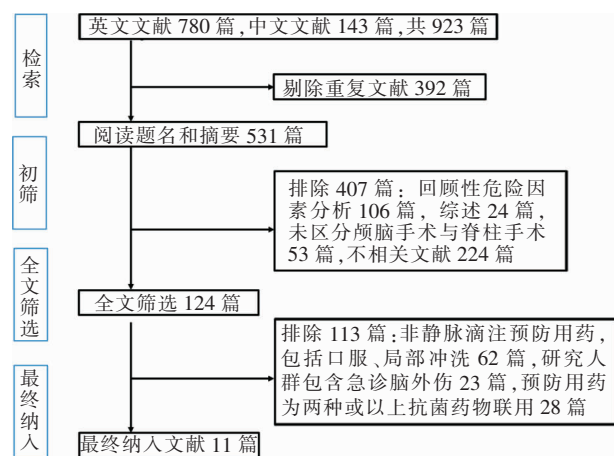 英文文献 780 篇,中文文献 143 篇,共 923 篇
检索
剔除重复文献 392 篇
阅读题名和摘要 531 篇
初筛
排除 407 篇：回顾性危险因
素分析 106 篇，综述 24 篇，
未区分颅脑手术与脊柱手术
53 篇,不相关文献 224 篇
全文筛选
全文筛选 124 篇
排除 113 篇:非静脉滴注预防用药，
包括口服、局部冲洗 62 篇，研究人
群包含急诊脑外伤 23 篇，预防用药
为两种或以上抗菌药物联用 28 篇
最终纳入
最终纳入文献 11 篇